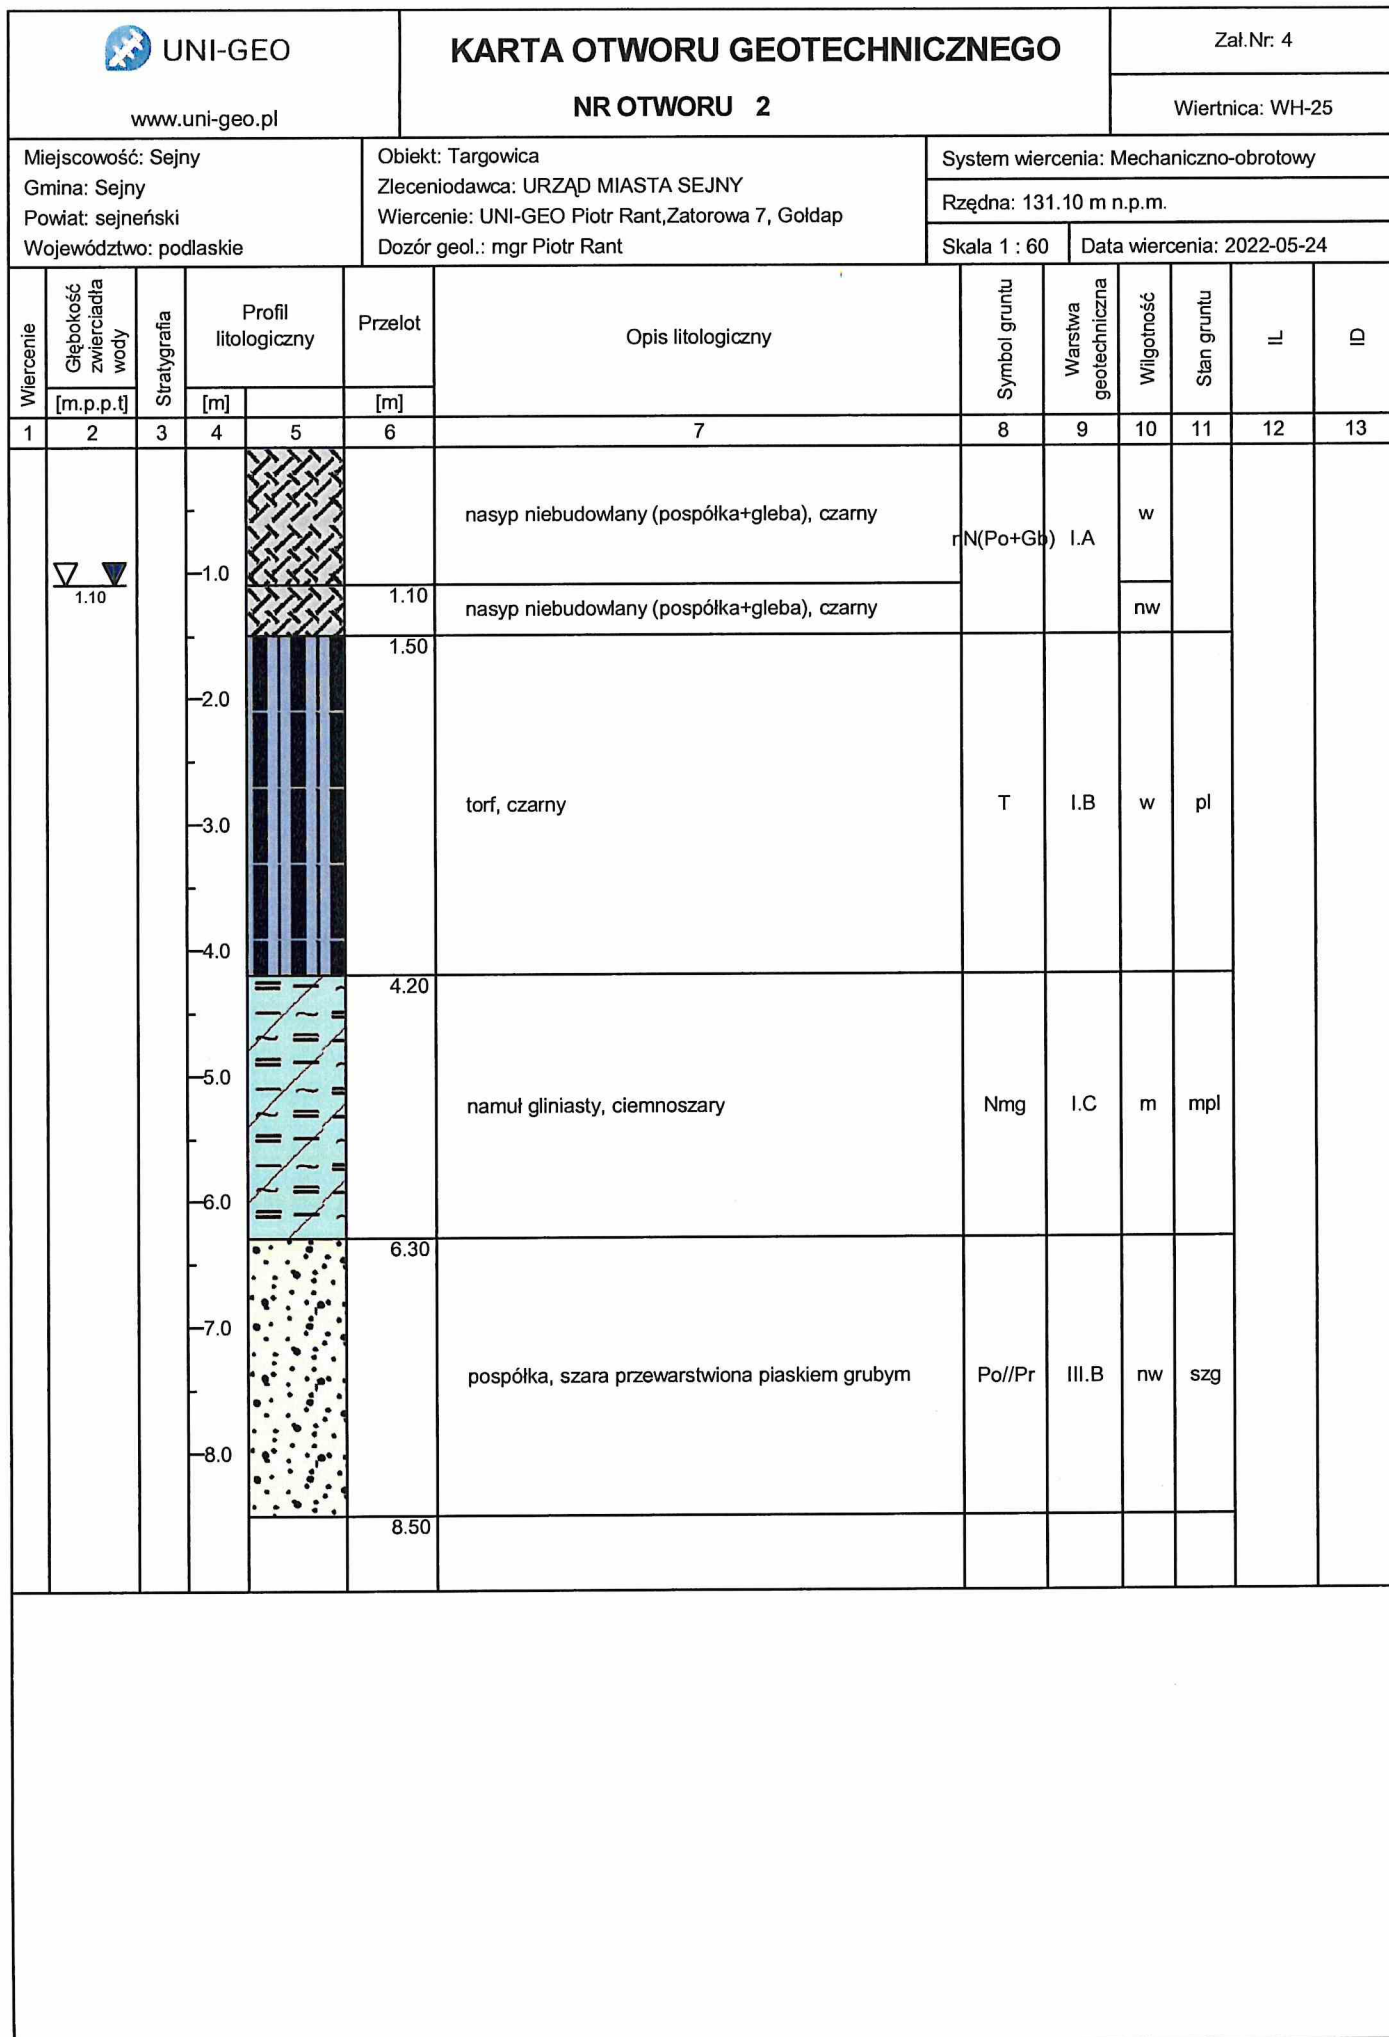 UNI-GEO
www.uni-geo.pl
KARTA OTWORU GEOTECHNICZNEGO
NR OTWORU 2
Zał.Nr: 4
Wiertnica: WH-25
Miejscowość: Sejny
Gmina: Sejny
Powiat: sejneński
Województwo: podlaskie
Obiekt: Targowica
Zleceniodawca: URZĄD MIASTA SEJNY
Wiercenie: UNI-GEO Piotr Rant,Zatorowa 7, Gołdap
Dozór geol.: mgr Piotr Rant
System wiercenia: Mechaniczno-obrotowy
Rzędna: 131.10 m n.p.m.
Skala 1 : 60
Data wiercenia: 2022-05-24
Wiercenie
Głębokość
zwierciadła
wody
[m.p.p.t]
Stratygrafia
Profil
litologiczny
[m]
Przelot
[m]
Opis litologiczny
Symbol gruntu
Warstwa
geotechniczna
Wilgotność
Stan gruntu
IL
ID
1 2 3 4 5 6 7 8 9 10 11 12 13
nasyp niebudowlany (pospółka+gleba), czarny
nN(Po+Gb) I.A
w
1.0
1.10
1.10
nasyp niebudowlany (pospółka+gleba), czarny
nw
1.50
2.0
torf, czarny T I.B w pl
3.0
4.0
4.20
5.0
namuł gliniasty, ciemnoszary Nmg I.C m mpl
6.0
6.30
7.0
pospółka, szara przewarstwiona piaskiem grubym Po//Pr III.B nw szg
8.0
8.50